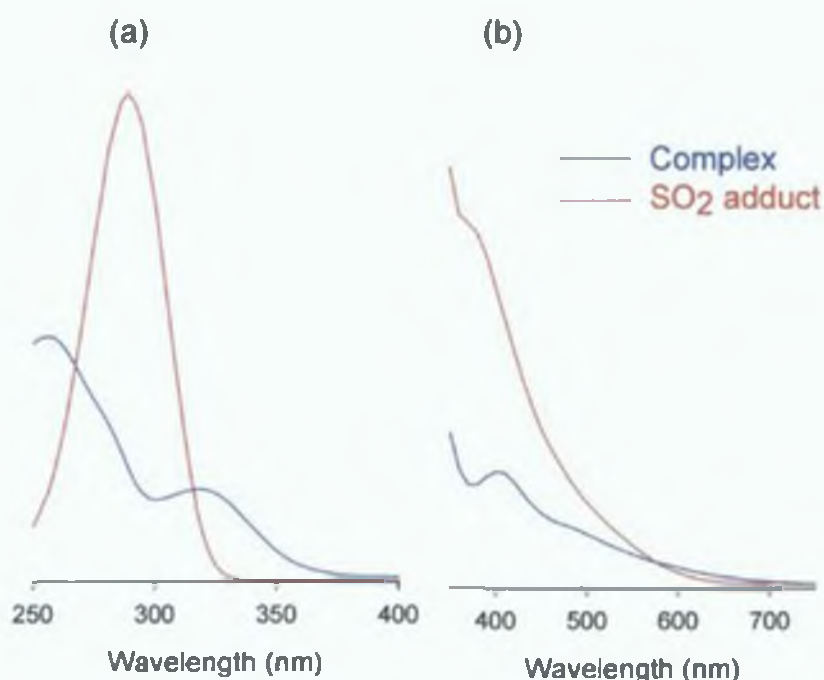 (a) (b)
Complex
SO2 adduct
250 300 350 400
400 500 600 700
Wavelength (nm)
Wavelength (nm)